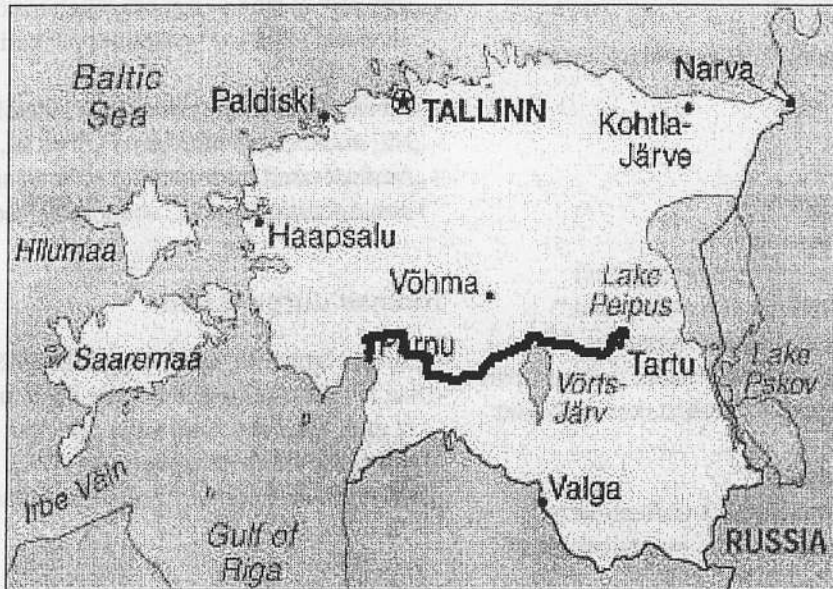 Baltic
Sea
Paldiski
TALLINN
Narva
Kohtla-
Järve
Hilumaa
Haapsalu
Võhma
Lake
Peipus
Saaremaa
Pärnu
Tartu
Võrts-
Järv
Lake
Pskov
Irbe Väin
Valga
Gulf of
Riga
RUSSIA